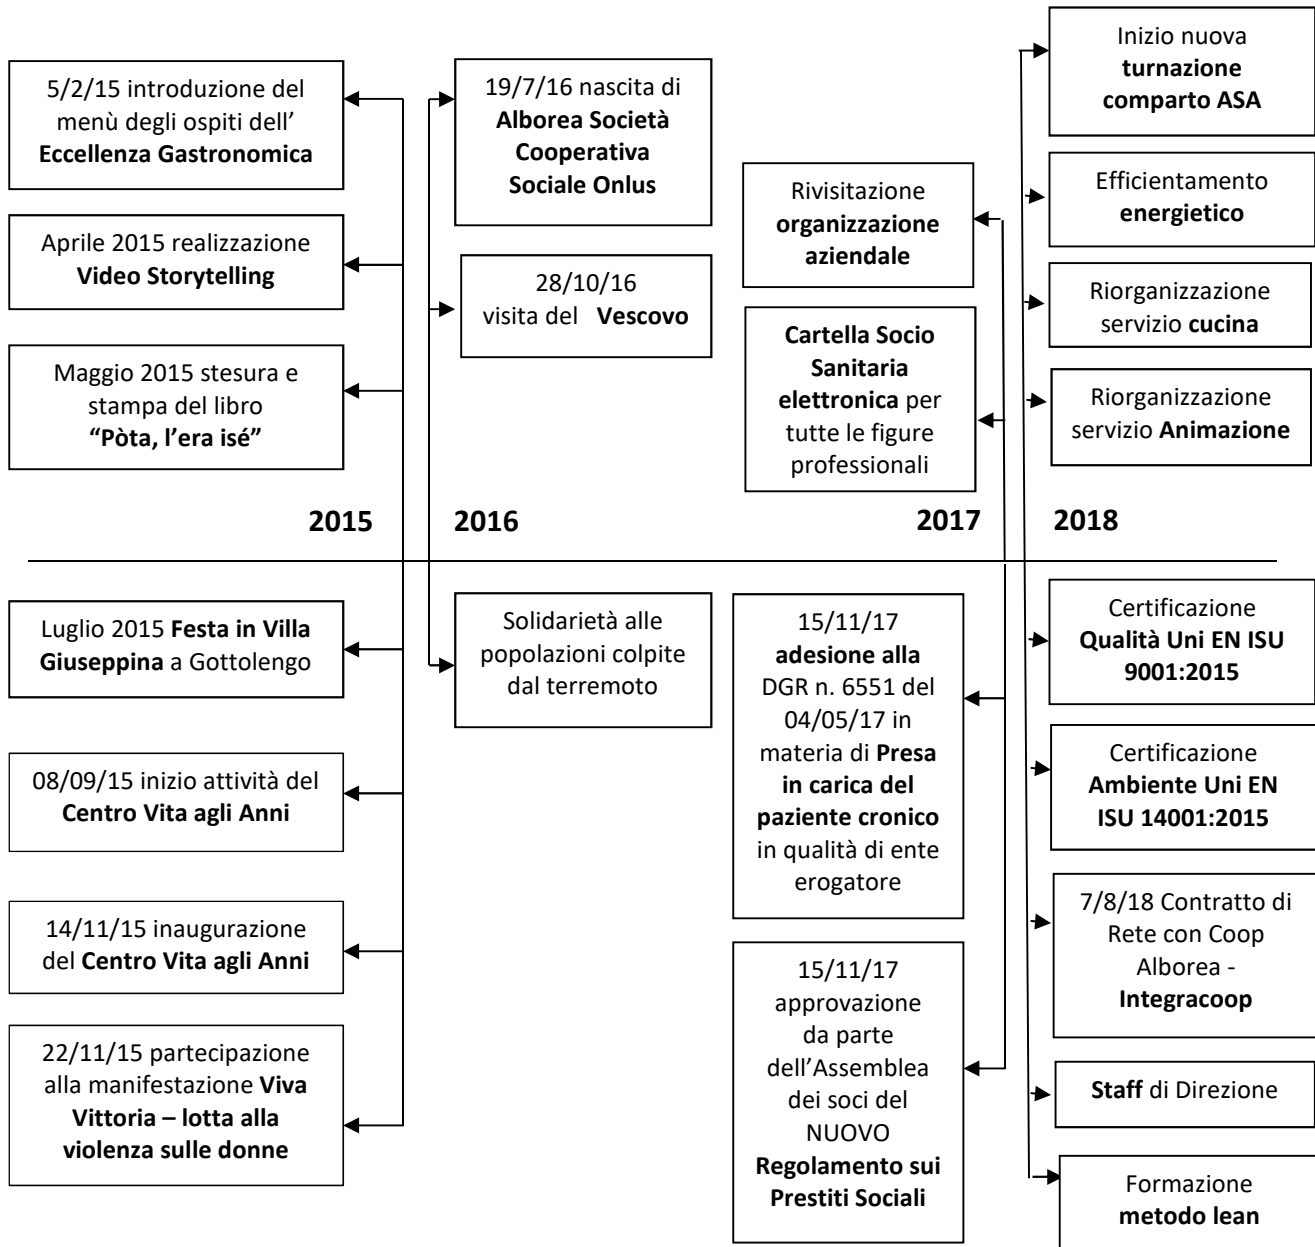 5/2/15 introduzione del
menù degli ospiti dell’
Eccellenza Gastronomica
Aprile 2015 realizzazione
Video Storytelling
Maggio 2015 stesura e
stampa del libro
“Pòta, l’era isé”
19/7/16 nascita di
Alborea Società
Cooperativa
Sociale Onlus
28/10/16
visita del Vescovo
Rivisitazione
organizzazione
aziendale
Cartella Socio
Sanitaria
elettronica per
tutte le figure
professionali
Inizio nuova
turnazione
comparto ASA
Efficientamento
energetico
Riorganizzazione
servizio cucina
Riorganizzazione
servizio Animazione
2015
2016
2017
2018
Luglio 2015 Festa in Villa
Giuseppina a Gottolengo
08/09/15 inizio attività del
Centro Vita agli Anni
14/11/15 inaugurazione
del Centro Vita agli Anni
22/11/15 partecipazione
alla manifestazione Viva
Vittoria – lotta alla
violenza sulle donne
Solidarietà alle
popolazioni colpite
dal terremoto
15/11/17
adesione alla
DGR n. 6551 del
04/05/17 in
materia di Presa
in carica del
paziente cronico
in qualità di ente
erogatore
15/11/17
approvazione
da parte
dell’Assemblea
dei soci del
NUOVO
Regolamento sui
Prestiti Sociali
Certificazione
Qualità Uni EN ISU
9001:2015
Certificazione
Ambiente Uni EN
ISU 14001:2015
7/8/18 Contratto di
Rete con Coop
Alborea -
Integracoop
Staff di Direzione
Formazione
metodo lean